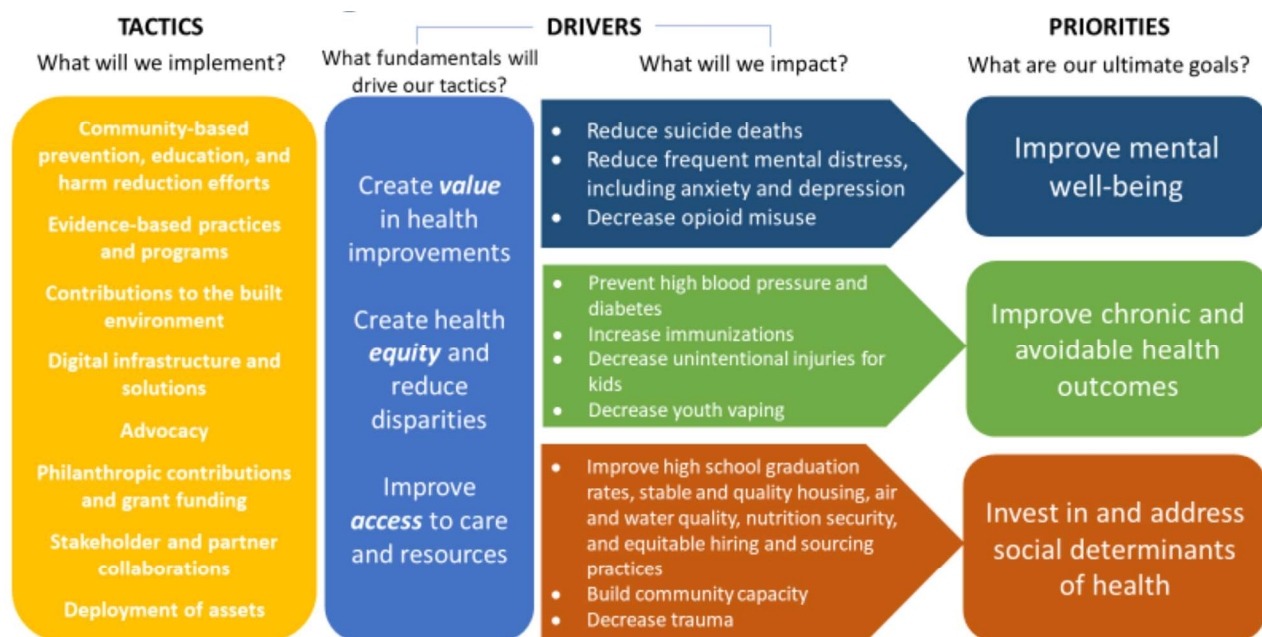 TACTICS
What will we implement?
Community-based
prevention, education, and
harm reduction efforts
Evidence-based practices
and programs
Contributions to the built
environment
Digital infrastructure and
solutions
Advocacy
Philanthropic contributions
and grant funding
Stakeholder and partner
collaborations
Deployment of assets
DRIVERS
What fundamentals will
drive our tactics?
Create value
in health
improvements
Create health
equity and
reduce
disparities
Improve
access to care
and resources
What will we impact?
• Reduce suicide deaths
• Reduce frequent mental distress,
including anxiety and depression
• Decrease opioid misuse
• Prevent high blood pressure and
diabetes
• Increase immunizations
• Decrease unintentional injuries for
kids
• Decrease youth vaping
• Improve high school graduation
rates, stable and quality housing, air
and water quality, nutrition security,
and equitable hiring and sourcing
practices
• Build community capacity
• Decrease trauma
PRIORITIES
What are our ultimate goals?
Improve mental
well-being
Improve chronic and
avoidable health
outcomes
Invest in and address
social determinants
of health